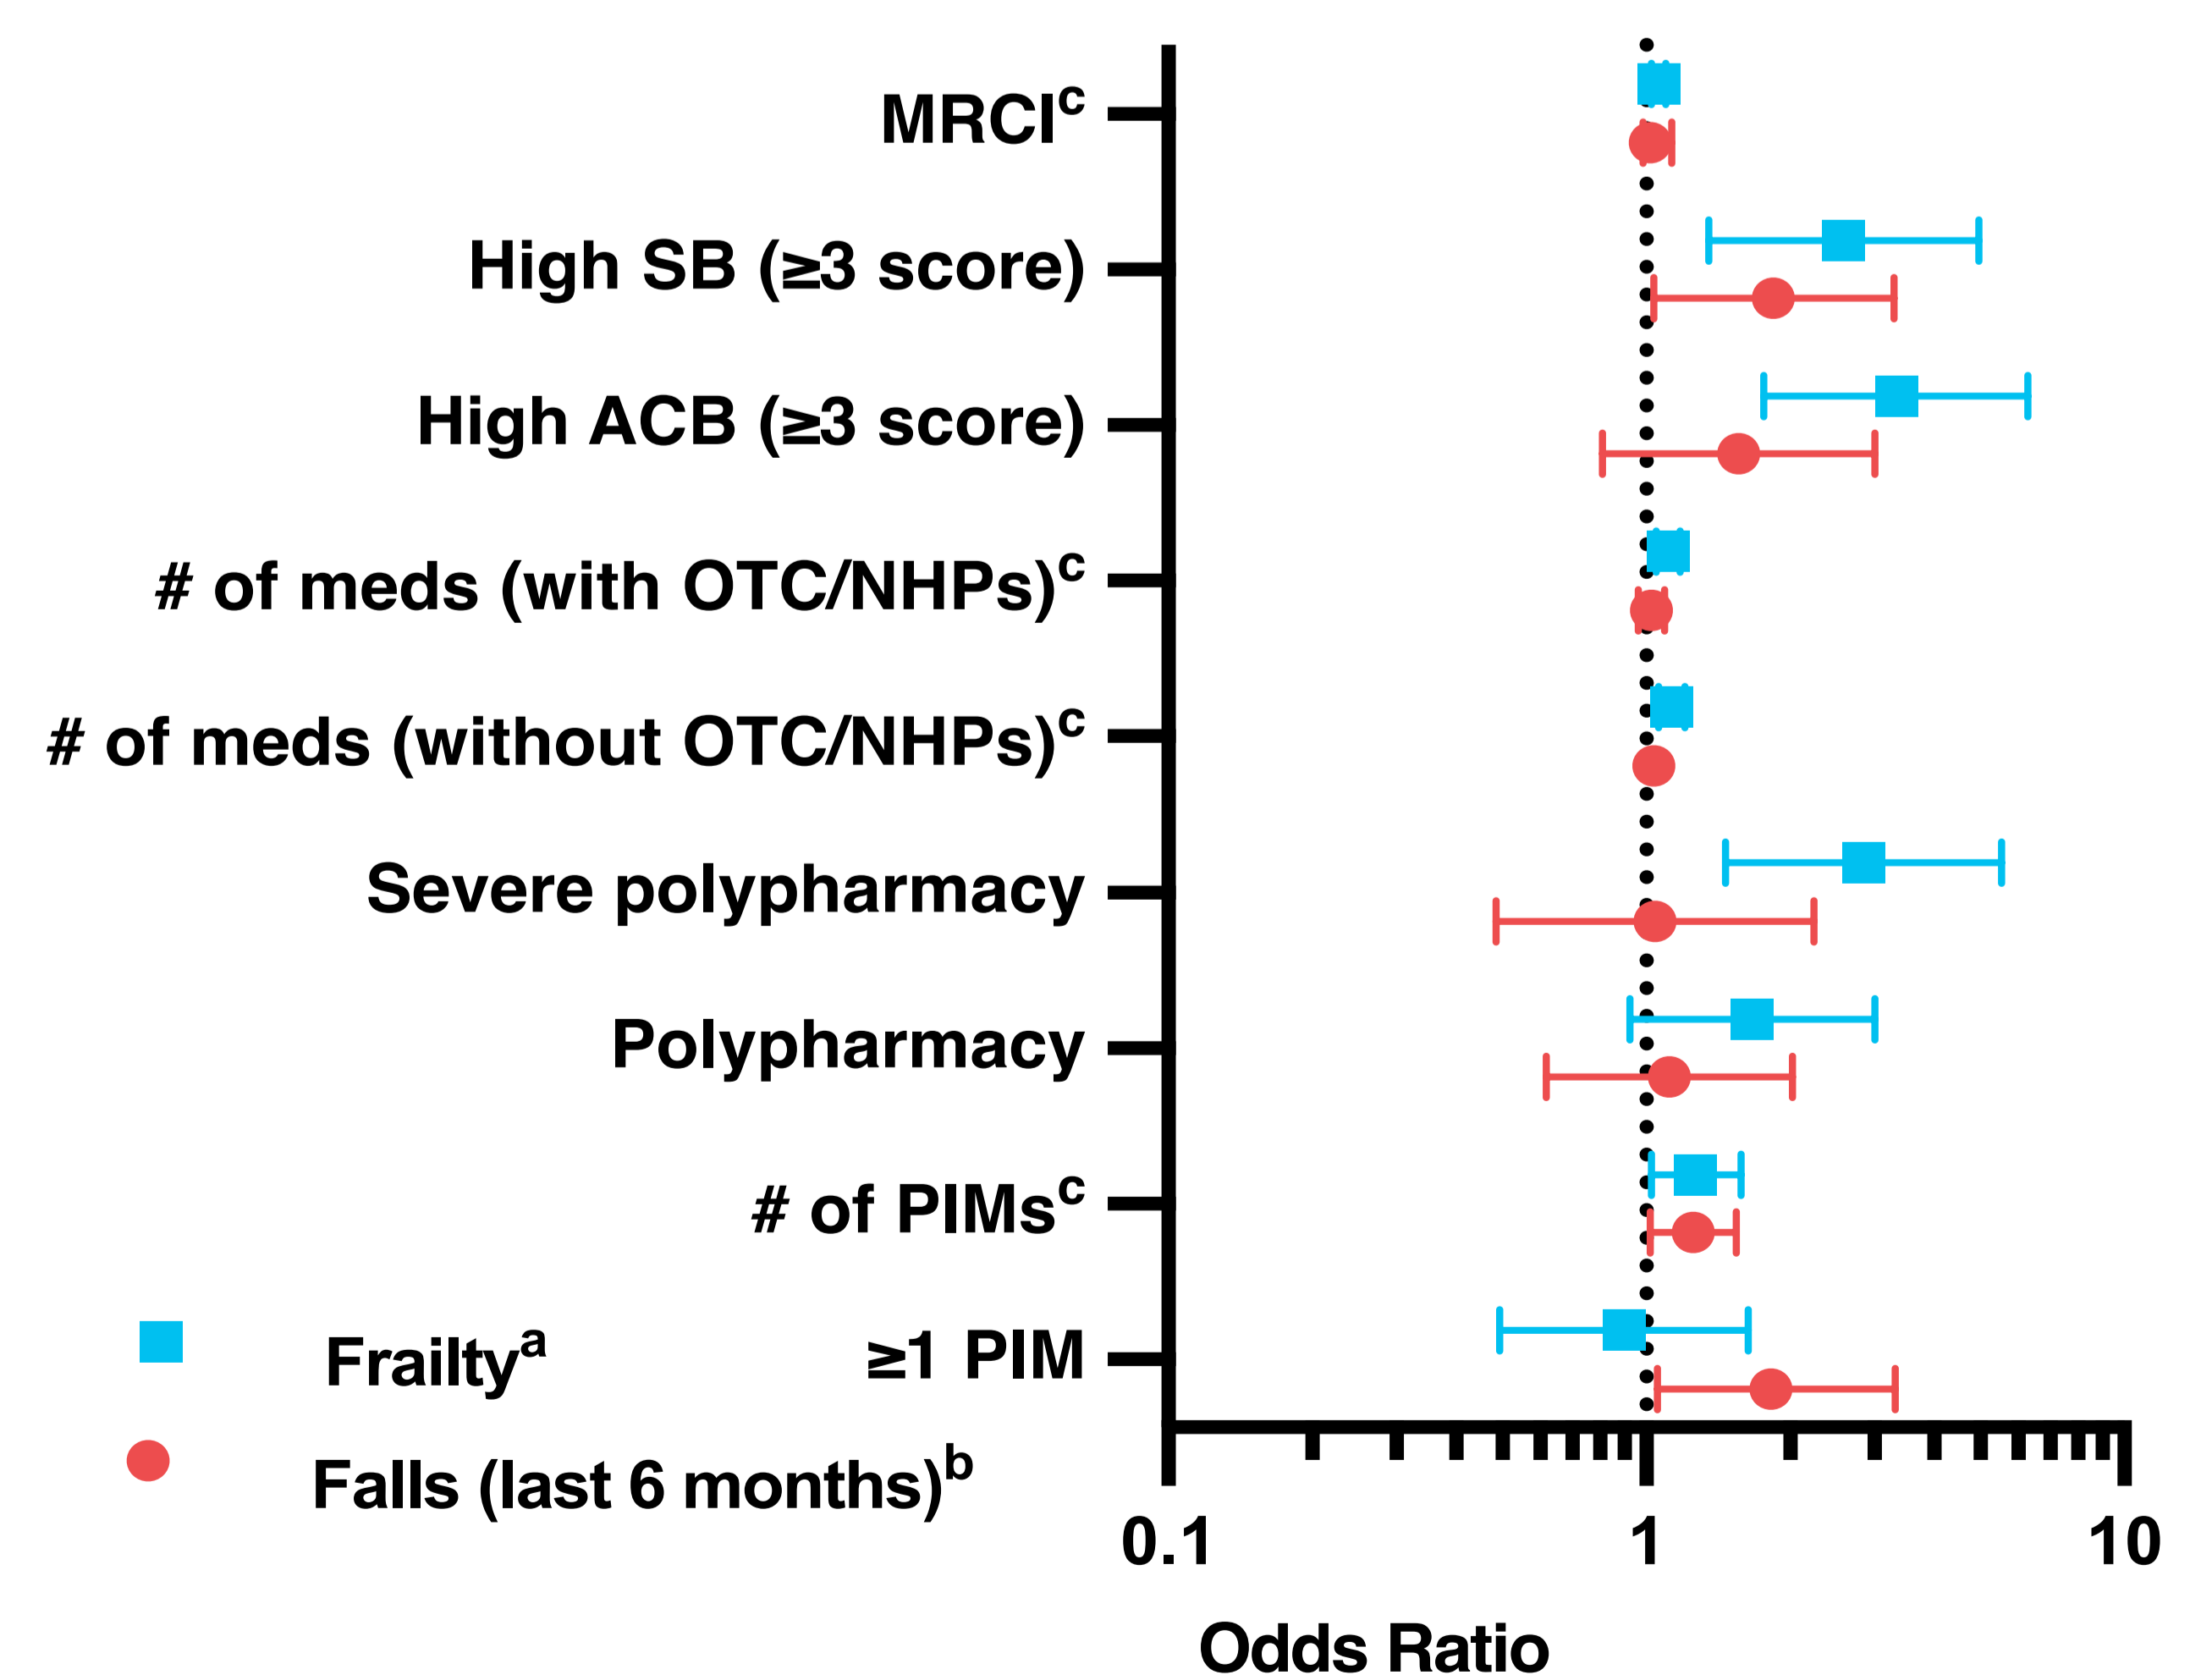 MRCIᶜ
High SB (≥3 score)
High ACB (≥3 score)
# of meds (with OTC/NHPs)ᶜ
# of meds (without OTC/NHPs)ᶜ
Severe polypharmacy
Polypharmacy
# of PIMsᶜ
≥1 PIM
Frailtyᵃ
Falls (last 6 months)ᵇ
0.1 1 10
Odds Ratio